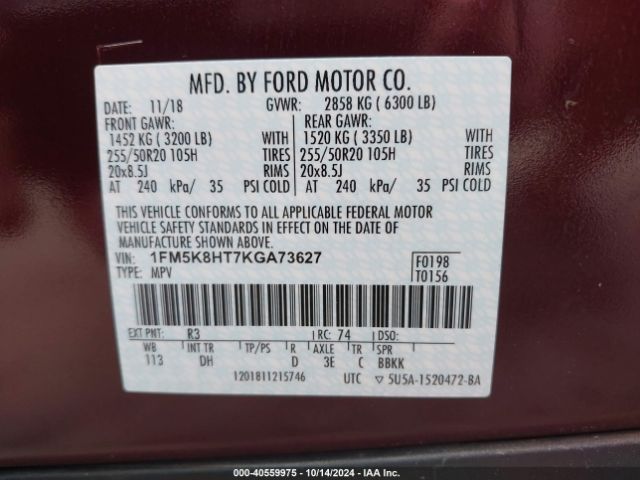 MFD. BY FORD MOTOR CO.
DATE: 11/18 GVWR: 2858 KG ( 6300 LB)
FRONT GAWR: REAR GAWR:
1452 KG ( 3200 LB) WITH 1520 KG ( 3350 LB) WITH
255/50R20 105H TIRES 255/50R20 105H TIRES
20x8.5J RIMS 20x8.5J RIMS
AT 240 kPa/ 35 PSI COLD AT 240 kPa/ 35 PSI COLD
THIS VEHICLE CONFORMS TO ALL APPLICABLE FEDERAL MOTOR
VEHICLE SAFETY STANDARDS IN EFFECT ON THE DATE OF
MANUFACTURE SHOWN ABOVE.
VIN: 1FM5K8HT7KGA73627 F0198
TYPE: MPV T0156
EXT PNT: R3 RC: 74 DSO:
WB INT TR TP/PS R AXLE TR SPR
113 DH D 3E C BBKK
1201811215746 UTC ▽ 5U5A-1520472-BA
000-40559975 - 10/14/2024 - IAA Inc.